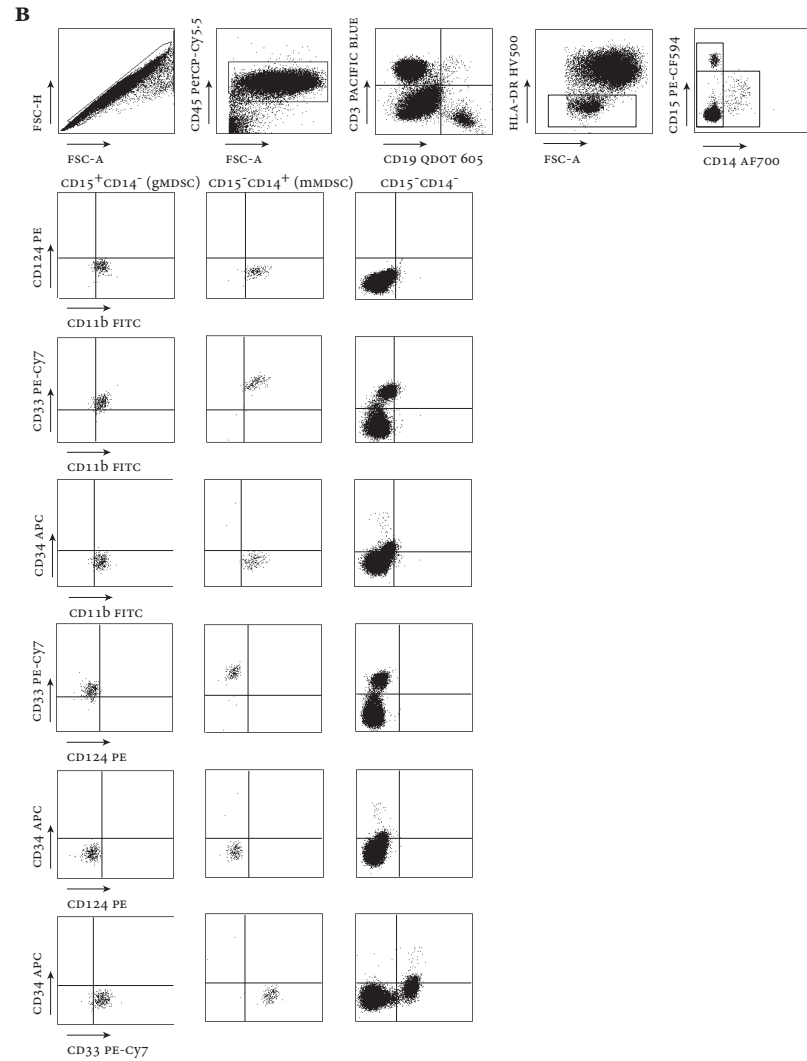 B
FSC-H
FSC-A
CD45 PerCP-Cy5.5
FSC-A
CD3 PACIFIC BLUE
CD19 QDOT 605
HLA-DR HV500
FSC-A
CD15 PE-CF594
CD14 AF700
CD15+CD14- (gMDSC) CD15-CD14+ (mMDSC) CD15-CD14-
CD124 PE
CD11b FITC
CD33 PE-Cy7
CD11b FITC
CD34 APC
CD11b FITC
CD33 PE-Cy7
CD124 PE
CD34 APC
CD124 PE
CD34 APC
CD33 PE-Cy7